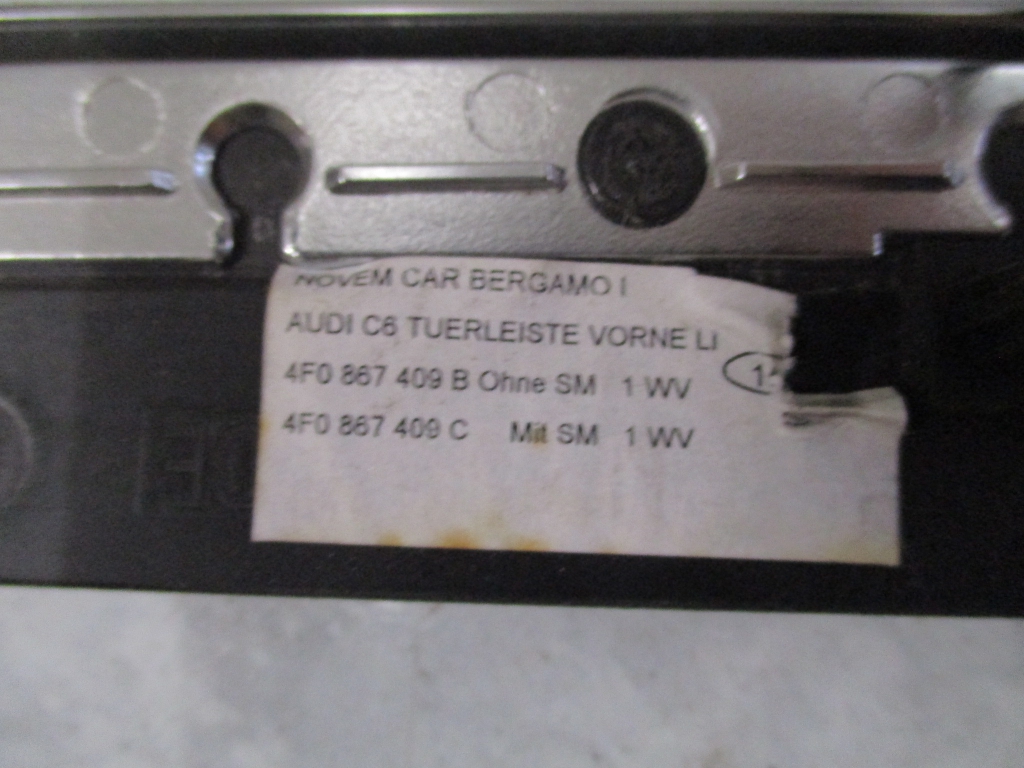 NOVEM CAR BERGAMO I
AUDI C6 TUERLEISTE VORNE LI
4F0 867 409 B Ohne SM 1 WV
4F0 867 409 C Mit SM 1 WV